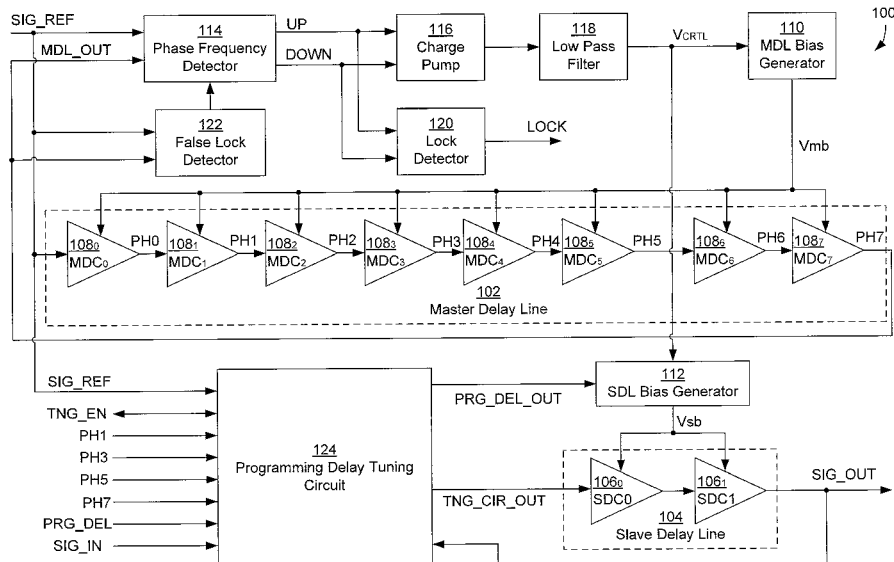 SIG_REF
MDL_OUT
114
Phase Frequency
Detector
UP
DOWN
116
Charge
Pump
118
Low Pass
Filter
VCRTL
110
MDL Bias
Generator
100
122
False Lock
Detector
120
Lock
Detector
LOCK
Vmb
108₀
MDC₀
PH0
108₁
MDC₁
PH1
108₂
MDC₂
PH2
108₃
MDC₃
PH3
108₄
MDC₄
PH4
108₅
MDC₅
PH5
108₆
MDC₆
PH6
108₇
MDC₇
PH7
102
Master Delay Line
SIG_REF
TNG_EN
PH1
PH3
PH5
PH7
PRG_DEL
SIG_IN
124
Programming Delay Tuning
Circuit
PRG_DEL_OUT
TNG_CIR_OUT
112
SDL Bias Generator
Vsb
106₀
SDC0
106₁
SDC1
SIG_OUT
104
Slave Delay Line